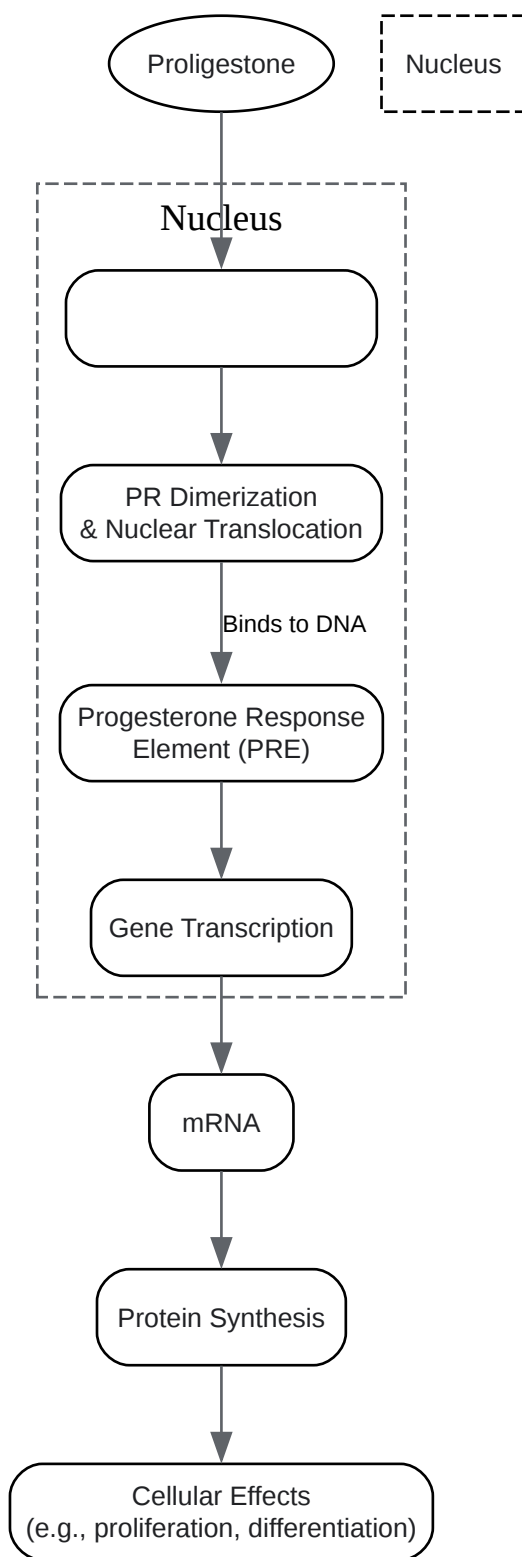 Proligestone
Nucleus
Nucleus
PR Dimerization
& Nuclear Translocation
Binds to DNA
Progesterone Response
Element (PRE)
Gene Transcription
mRNA
Protein Synthesis
Cellular Effects
(e.g., proliferation, differentiation)